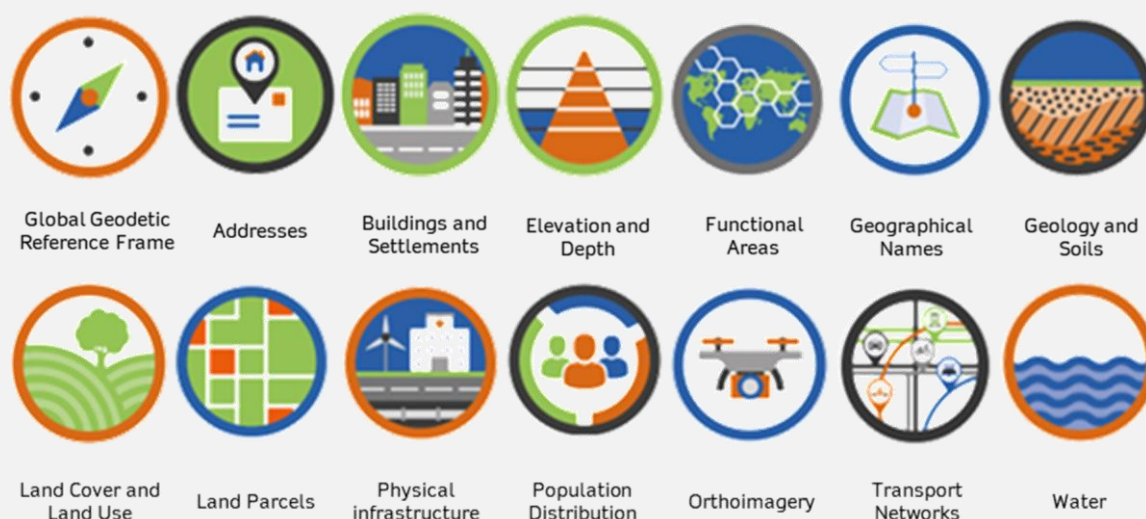 Global Geodetic
Reference Frame
Addresses
Buildings and
Settlements
Elevation and
Depth
Functional
Areas
Geographical
Names
Geology and
Soils
Land Cover and
Land Use
Land Parcels
Physical
infrastructure
Population
Distribution
Orthoimagery
Transport
Networks
Water